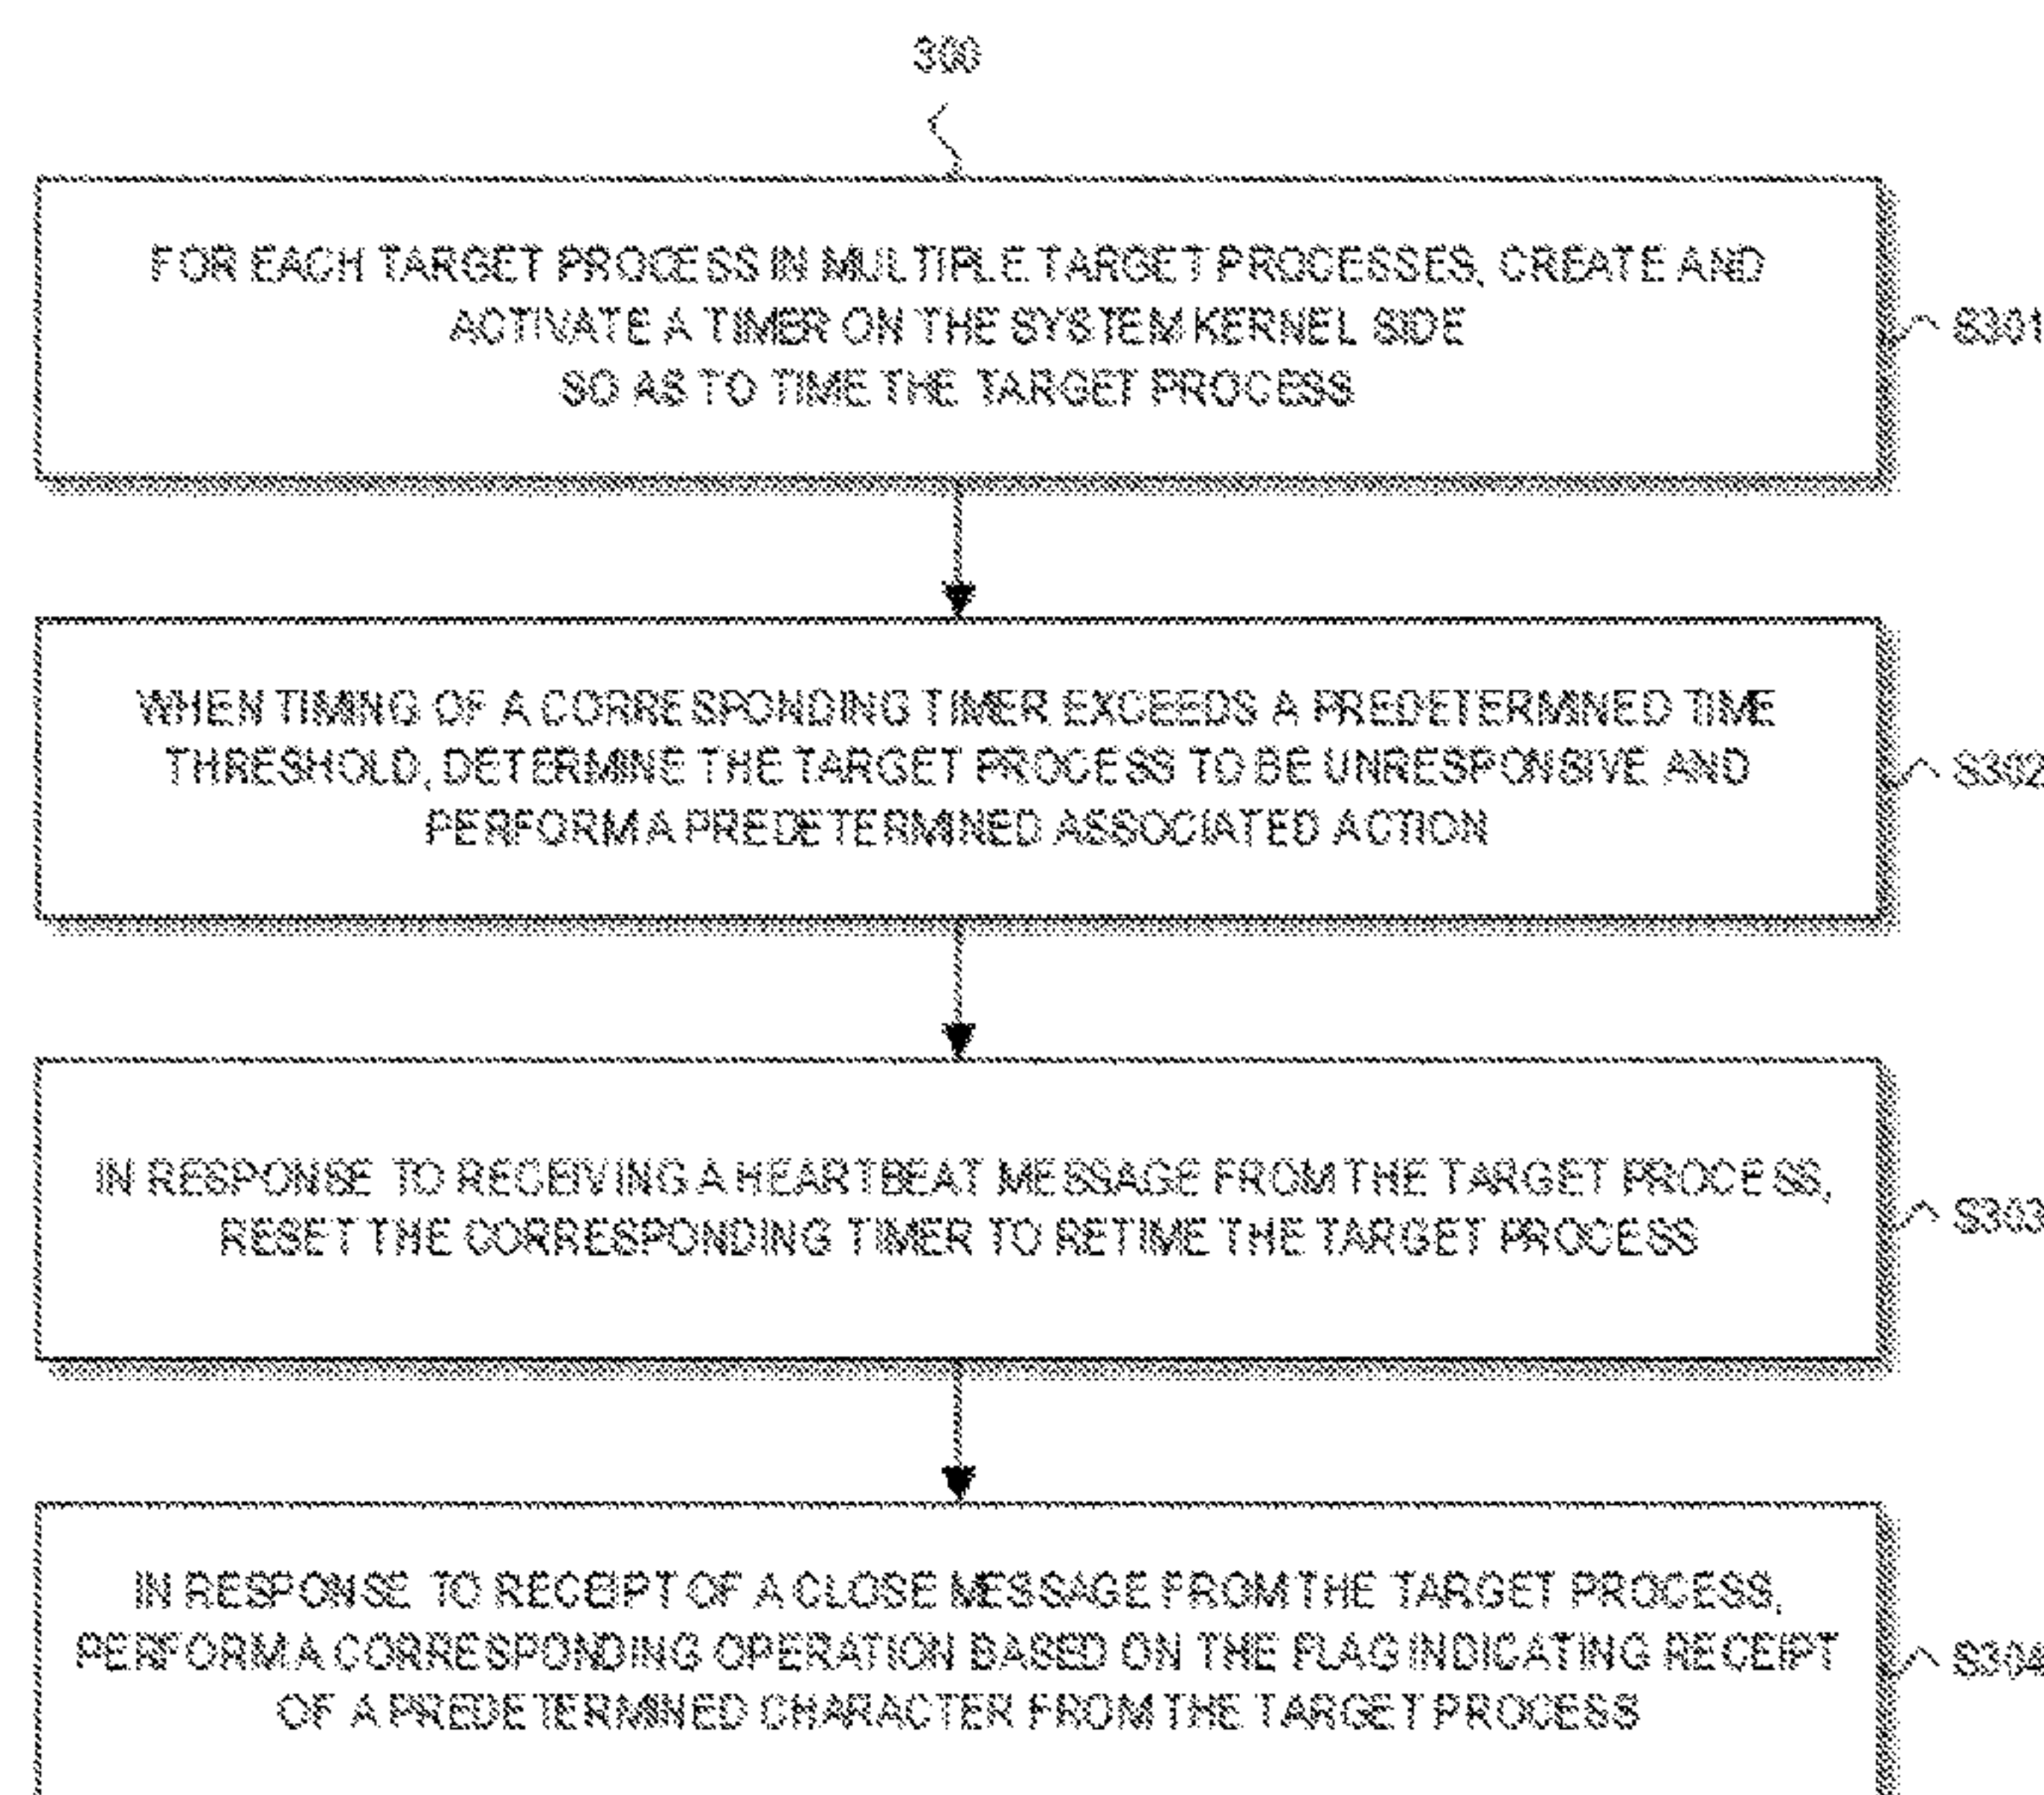 300
FOR EACH TARGET PROCESS IN MULTIPLE TARGET PROCESSES, CREATE AND
ACTIVATE A TIMER ON THE SYSTEM KERNEL SIDE
SO AS TO TIME THE TARGET PROCESS
S301
WHEN TIMING OF A CORRESPONDING TIMER EXCEEDS A PREDETERMINED TIME
THRESHOLD, DETERMINE THE TARGET PROCESS TO BE UNRESPONSIVE AND
PERFORM A PREDETERMINED ASSOCIATED ACTION
S302
IN RESPONSE TO RECEIVING A HEARTBEAT MESSAGE FROM THE TARGET PROCESS,
RESET THE CORRESPONDING TIMER TO RETIME THE TARGET PROCESS
S303
IN RESPONSE TO RECEIPT OF A CLOSE MESSAGE FROM THE TARGET PROCESS,
PERFORM A CORRESPONDING OPERATION BASED ON THE FLAG INDICATING RECEIPT
OF A PREDETERMINED CHARACTER FROM THE TARGET PROCESS
S304